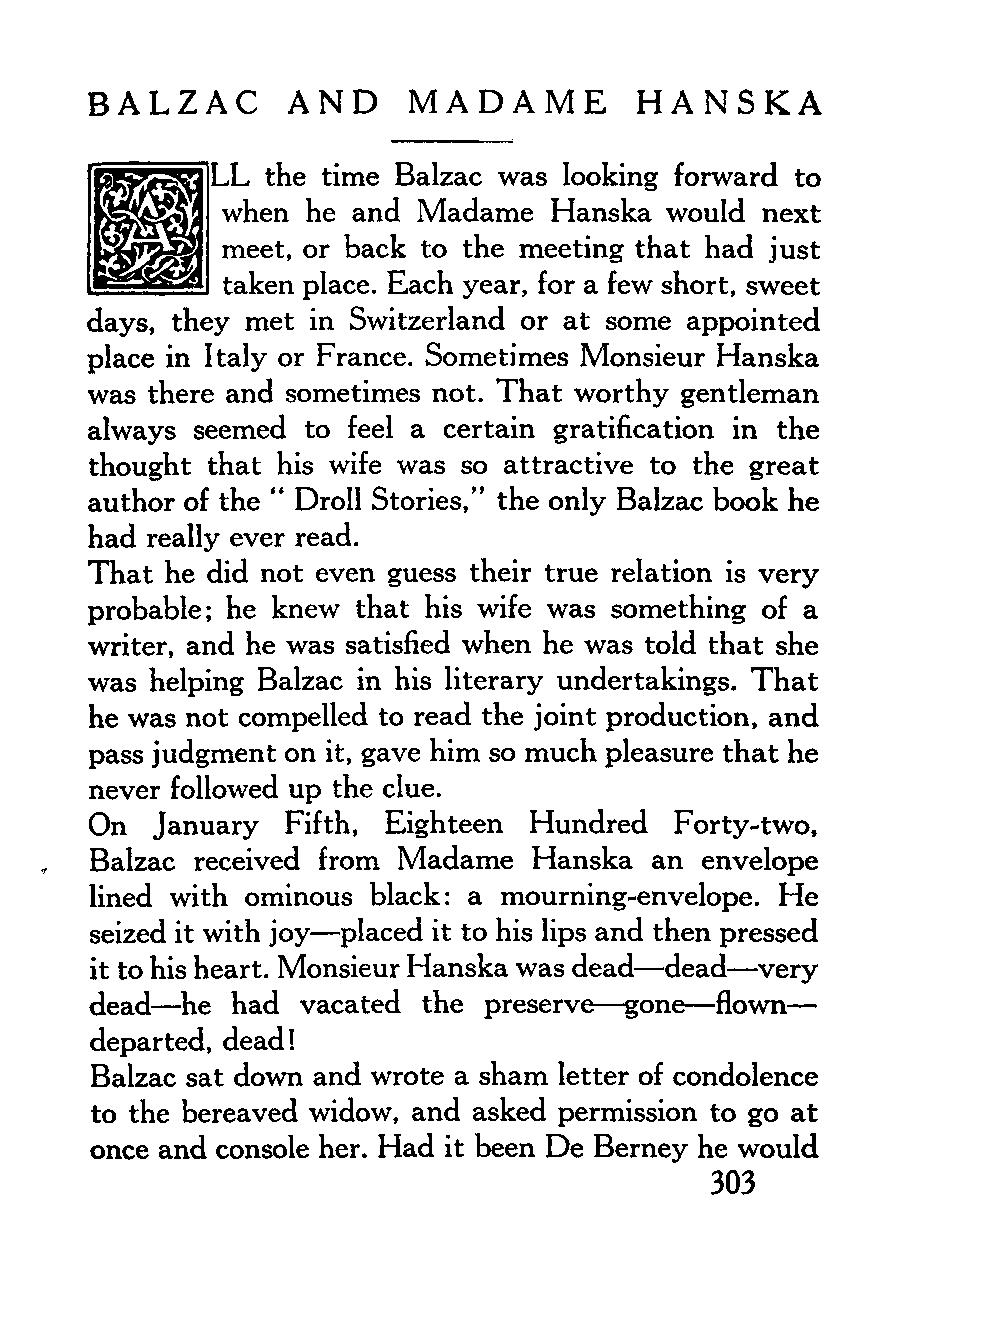 BALZAC AND MADAME HANSKA
ALL the time Balzac was looking forward to
when he and Madame Hanska would next
meet, or back to the meeting that had just
taken place. Each year, for a few short, sweet
days, they met in Switzerland or at some appointed
place in Italy or France. Sometimes Monsieur Hanska
was there and sometimes not. That worthy gentleman
always seemed to feel a certain gratification in the
thought that his wife was so attractive to the great
author of the “ Droll Stories,” the only Balzac book he
had really ever read.
That he did not even guess their true relation is very
probable; he knew that his wife was something of a
writer, and he was satisfied when he was told that she
was helping Balzac in his literary undertakings. That
he was not compelled to read the joint production, and
pass judgment on it, gave him so much pleasure that he
never followed up the clue.
On January Fifth, Eighteen Hundred Forty-two,
Balzac received from Madame Hanska an envelope
lined with ominous black: a mourning-envelope. He
seized it with joy—placed it to his lips and then pressed
it to his heart. Monsieur Hanska was dead—dead—very
dead—he had vacated the preserve—gone—flown—
departed, dead!
Balzac sat down and wrote a sham letter of condolence
to the bereaved widow, and asked permission to go at
once and console her. Had it been De Berney he would
303